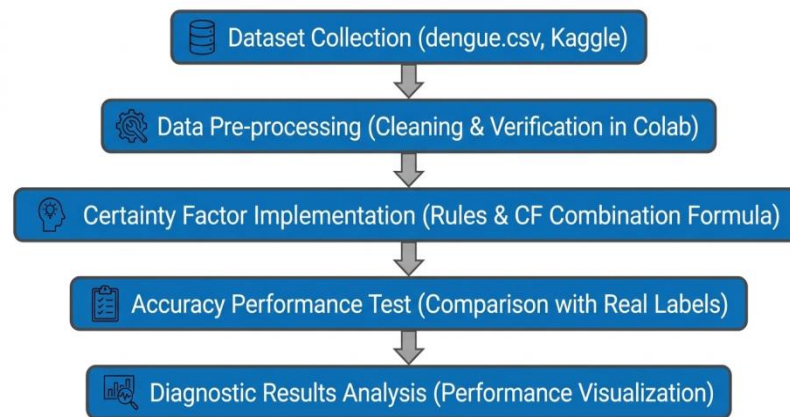 Dataset Collection (dengue.csv, Kaggle)
Data Pre-processing (Cleaning & Verification in Colab)
Certainty Factor Implementation (Rules & CF Combination Formula)
Accuracy Performance Test (Comparison with Real Labels)
Diagnostic Results Analysis (Performance Visualization)